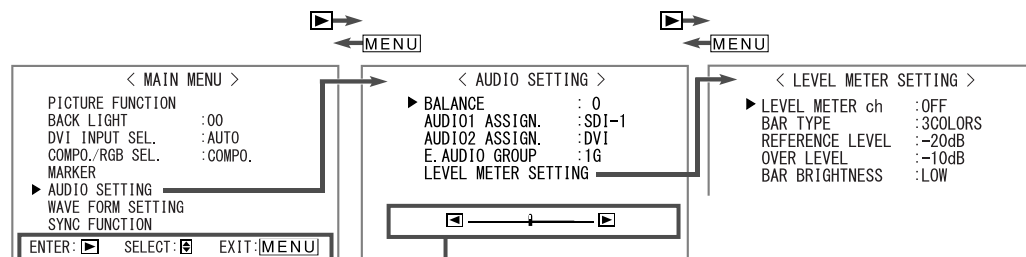 MENU
MENU
< MAIN MENU >
PICTURE FUNCTION
BACK LIGHT :00
DVI INPUT SEL. :AUTO
COMPO./RGB SEL. :COMPO.
MARKER
AUDIO SETTING
WAVE FORM SETTING
SYNC FUNCTION
ENTER: SELECT: EXIT:MENU
< AUDIO SETTING >
BALANCE : 0
AUDIO1 ASSIGN. :SDI-1
AUDIO2 ASSIGN. :DVI
E. AUDIO GROUP :1G
LEVEL METER SETTING
< LEVEL METER SETTING >
LEVEL METER ch :OFF
BAR TYPE :3COLORS
REFERENCE LEVEL :-20dB
OVER LEVEL :-10dB
BAR BRIGHTNESS :LOW